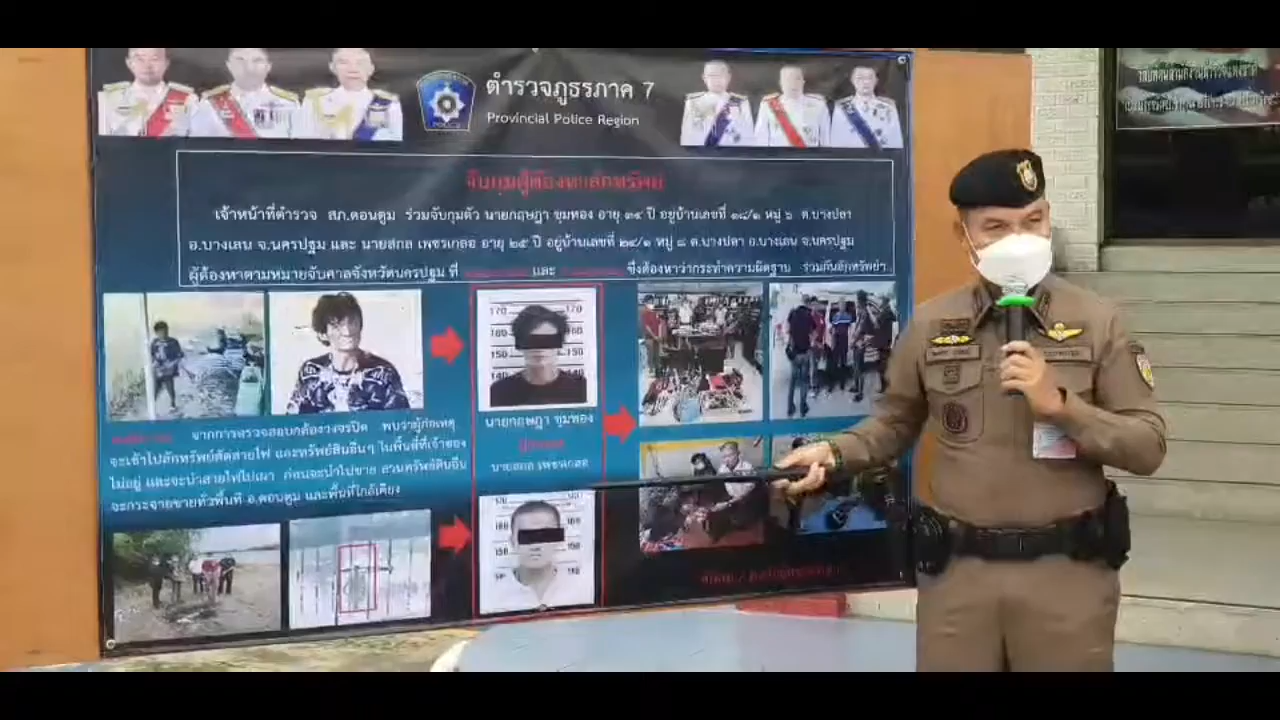 ตำรวจภูธรภาค 7
Provincial Police Region
จับกุมผู้ต้องหาลักทรัพย์
เจ้าหน้าที่ตำรวจ สภ.ดอนตูม ร่วมจับกุมตัว นายกฤษฎา ขุมทอง อายุ ๓๔ ปี อยู่บ้านเลขที่ ๑๘/๑ หมู่ ๖ ต.บางปลา
อ.บางเลน จ.นครปฐม และ นายสกล เพชรเกลอ อายุ ๒๕ ปี อยู่บ้านเลขที่ ๒๔/๑ หมู่ ๘ ต.บางปลา อ.บางเลน จ.นครปฐม
ผู้ต้องหาตามหมายจับศาลจังหวัดนครปฐม ที่ และ ซึ่งต้องหาว่ากระทำความผิดฐาน ร่วมกันลักทรัพย์ฯ
จากการตรวจสอบกล้องวงจรปิด พบว่าผู้ก่อเหตุ
จะเข้าไปลักทรัพย์ตัดสายไฟ และทรัพย์สินอื่นๆ ในพื้นที่ที่เจ้าของ
ไม่อยู่ และจะนำสายไฟไปเผา ก่อนจะนำไปขาย ส่วนทรัพย์สินอื่น
จะกระจายขายทั่วพื้นที่ อ.ดอนตูม และพื้นที่ใกล้เคียง
170 170
160 160
150 150
140 140
นายกฤษฎา ขุมทอง
นายสกล เพชรเกลอ